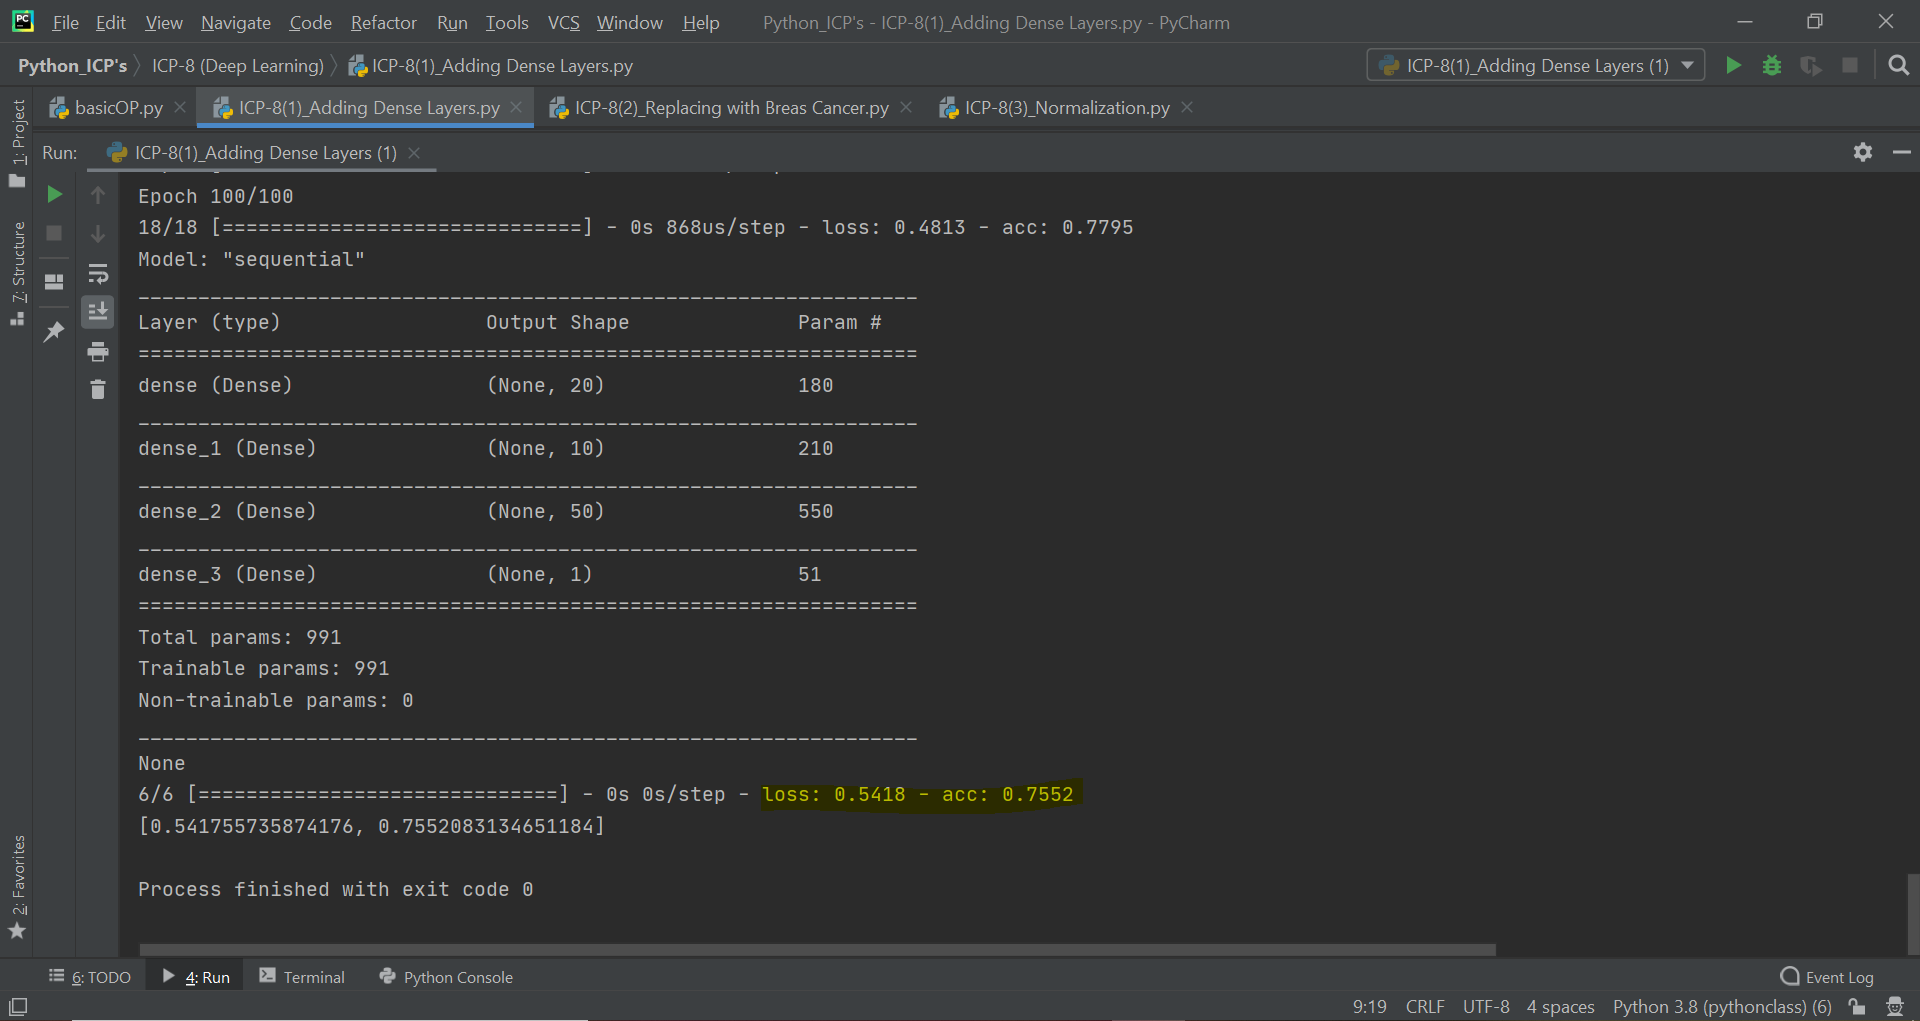 File Edit View Navigate Code Refactor Run Tools VCS Window Help Python_ICP's - ICP-8(1)_Adding Dense Layers.py - PyCharm
Python_ICP's ICP-8 (Deep Learning) ICP-8(1)_Adding Dense Layers.py ICP-8(1)_Adding Dense Layers (1)
basicOP.py ICP-8(1)_Adding Dense Layers.py ICP-8(2)_Replacing with Breas Cancer.py ICP-8(3)_Normalization.py
1: Project
7: Structure
2: Favorites
Run: ICP-8(1)_Adding Dense Layers (1)
Epoch 100/100
18/18 [==============================] - 0s 868us/step - loss: 0.4813 - acc: 0.7795
Model: "sequential"
_________________________________________________________________
Layer (type) Output Shape Param #
=================================================================
dense (Dense) (None, 20) 180
_________________________________________________________________
dense_1 (Dense) (None, 10) 210
_________________________________________________________________
dense_2 (Dense) (None, 50) 550
_________________________________________________________________
dense_3 (Dense) (None, 1) 51
=================================================================
Total params: 991
Trainable params: 991
Non-trainable params: 0
_________________________________________________________________
None
6/6 [==============================] - 0s 0s/step - loss: 0.5418 - acc: 0.7552
[0.541755735874176, 0.7552083134651184]
Process finished with exit code 0
6: TODO 4: Run Terminal Python Console Event Log
9:19 CRLF UTF-8 4 spaces Python 3.8 (pythonclass) (6)